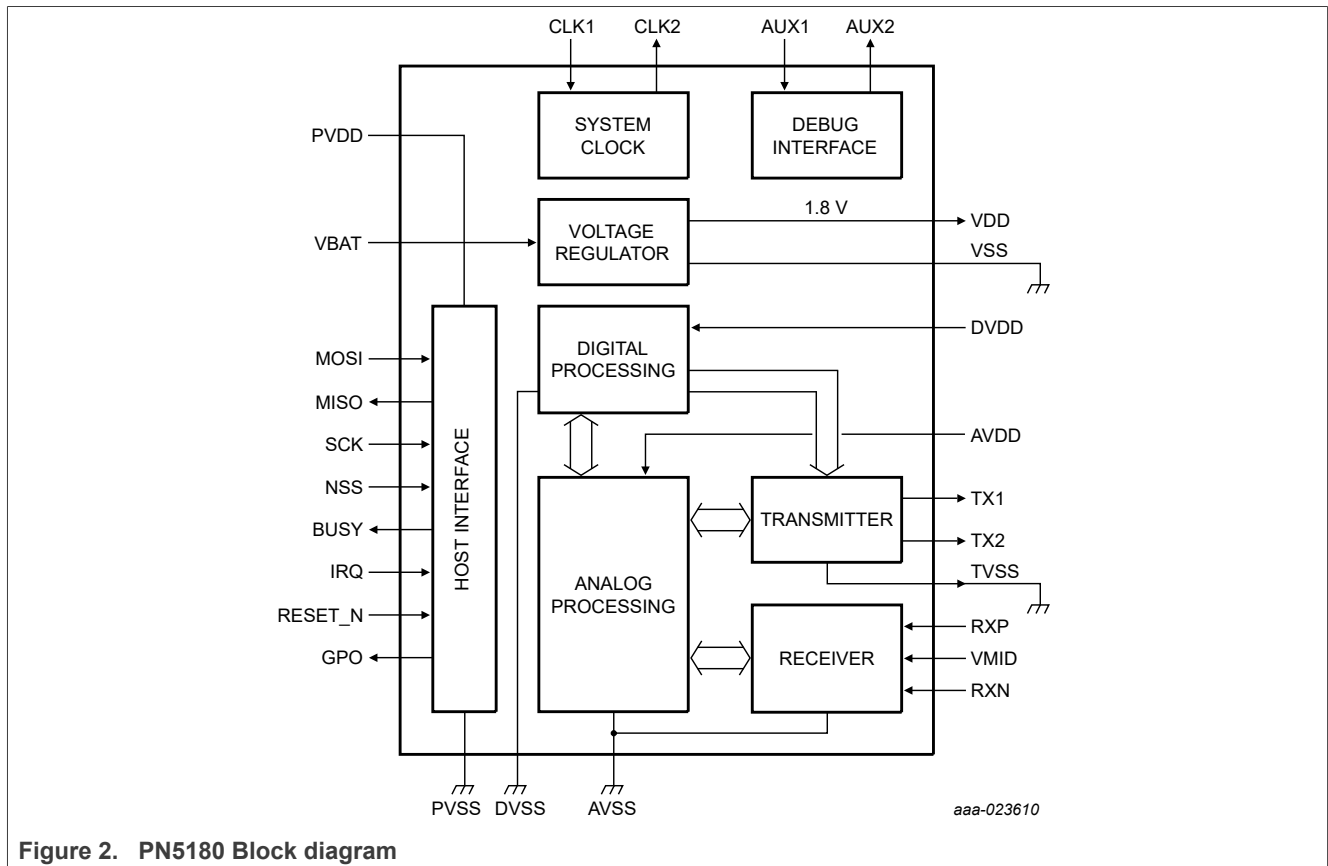 CLK1 CLK2 AUX1 AUX2
SYSTEM
CLOCK
DEBUG
INTERFACE
PVDD
1.8 V
VDD
VBAT
VOLTAGE
REGULATOR
VSS
DVDD
DIGITAL
PROCESSING
MOSI
MISO
SCK
NSS
BUSY
IRQ
RESET_N
GPO
HOST INTERFACE
AVDD
ANALOG
PROCESSING
TRANSMITTER
TX1
TX2
TVSS
RECEIVER
RXP
VMID
RXN
PVSS DVSS AVSS
aaa-023610
Figure 2. PN5180 Block diagram